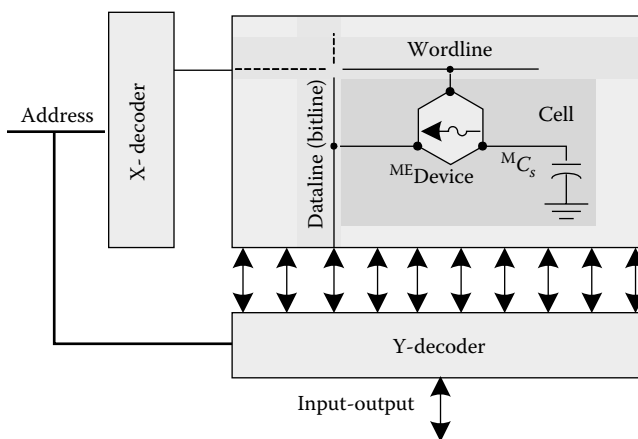 Wordline
Address
X- decoder
Dataline (bitline)
Cell
ᴹᴱDevice
ᴹCₛ
Y-decoder
Input-output